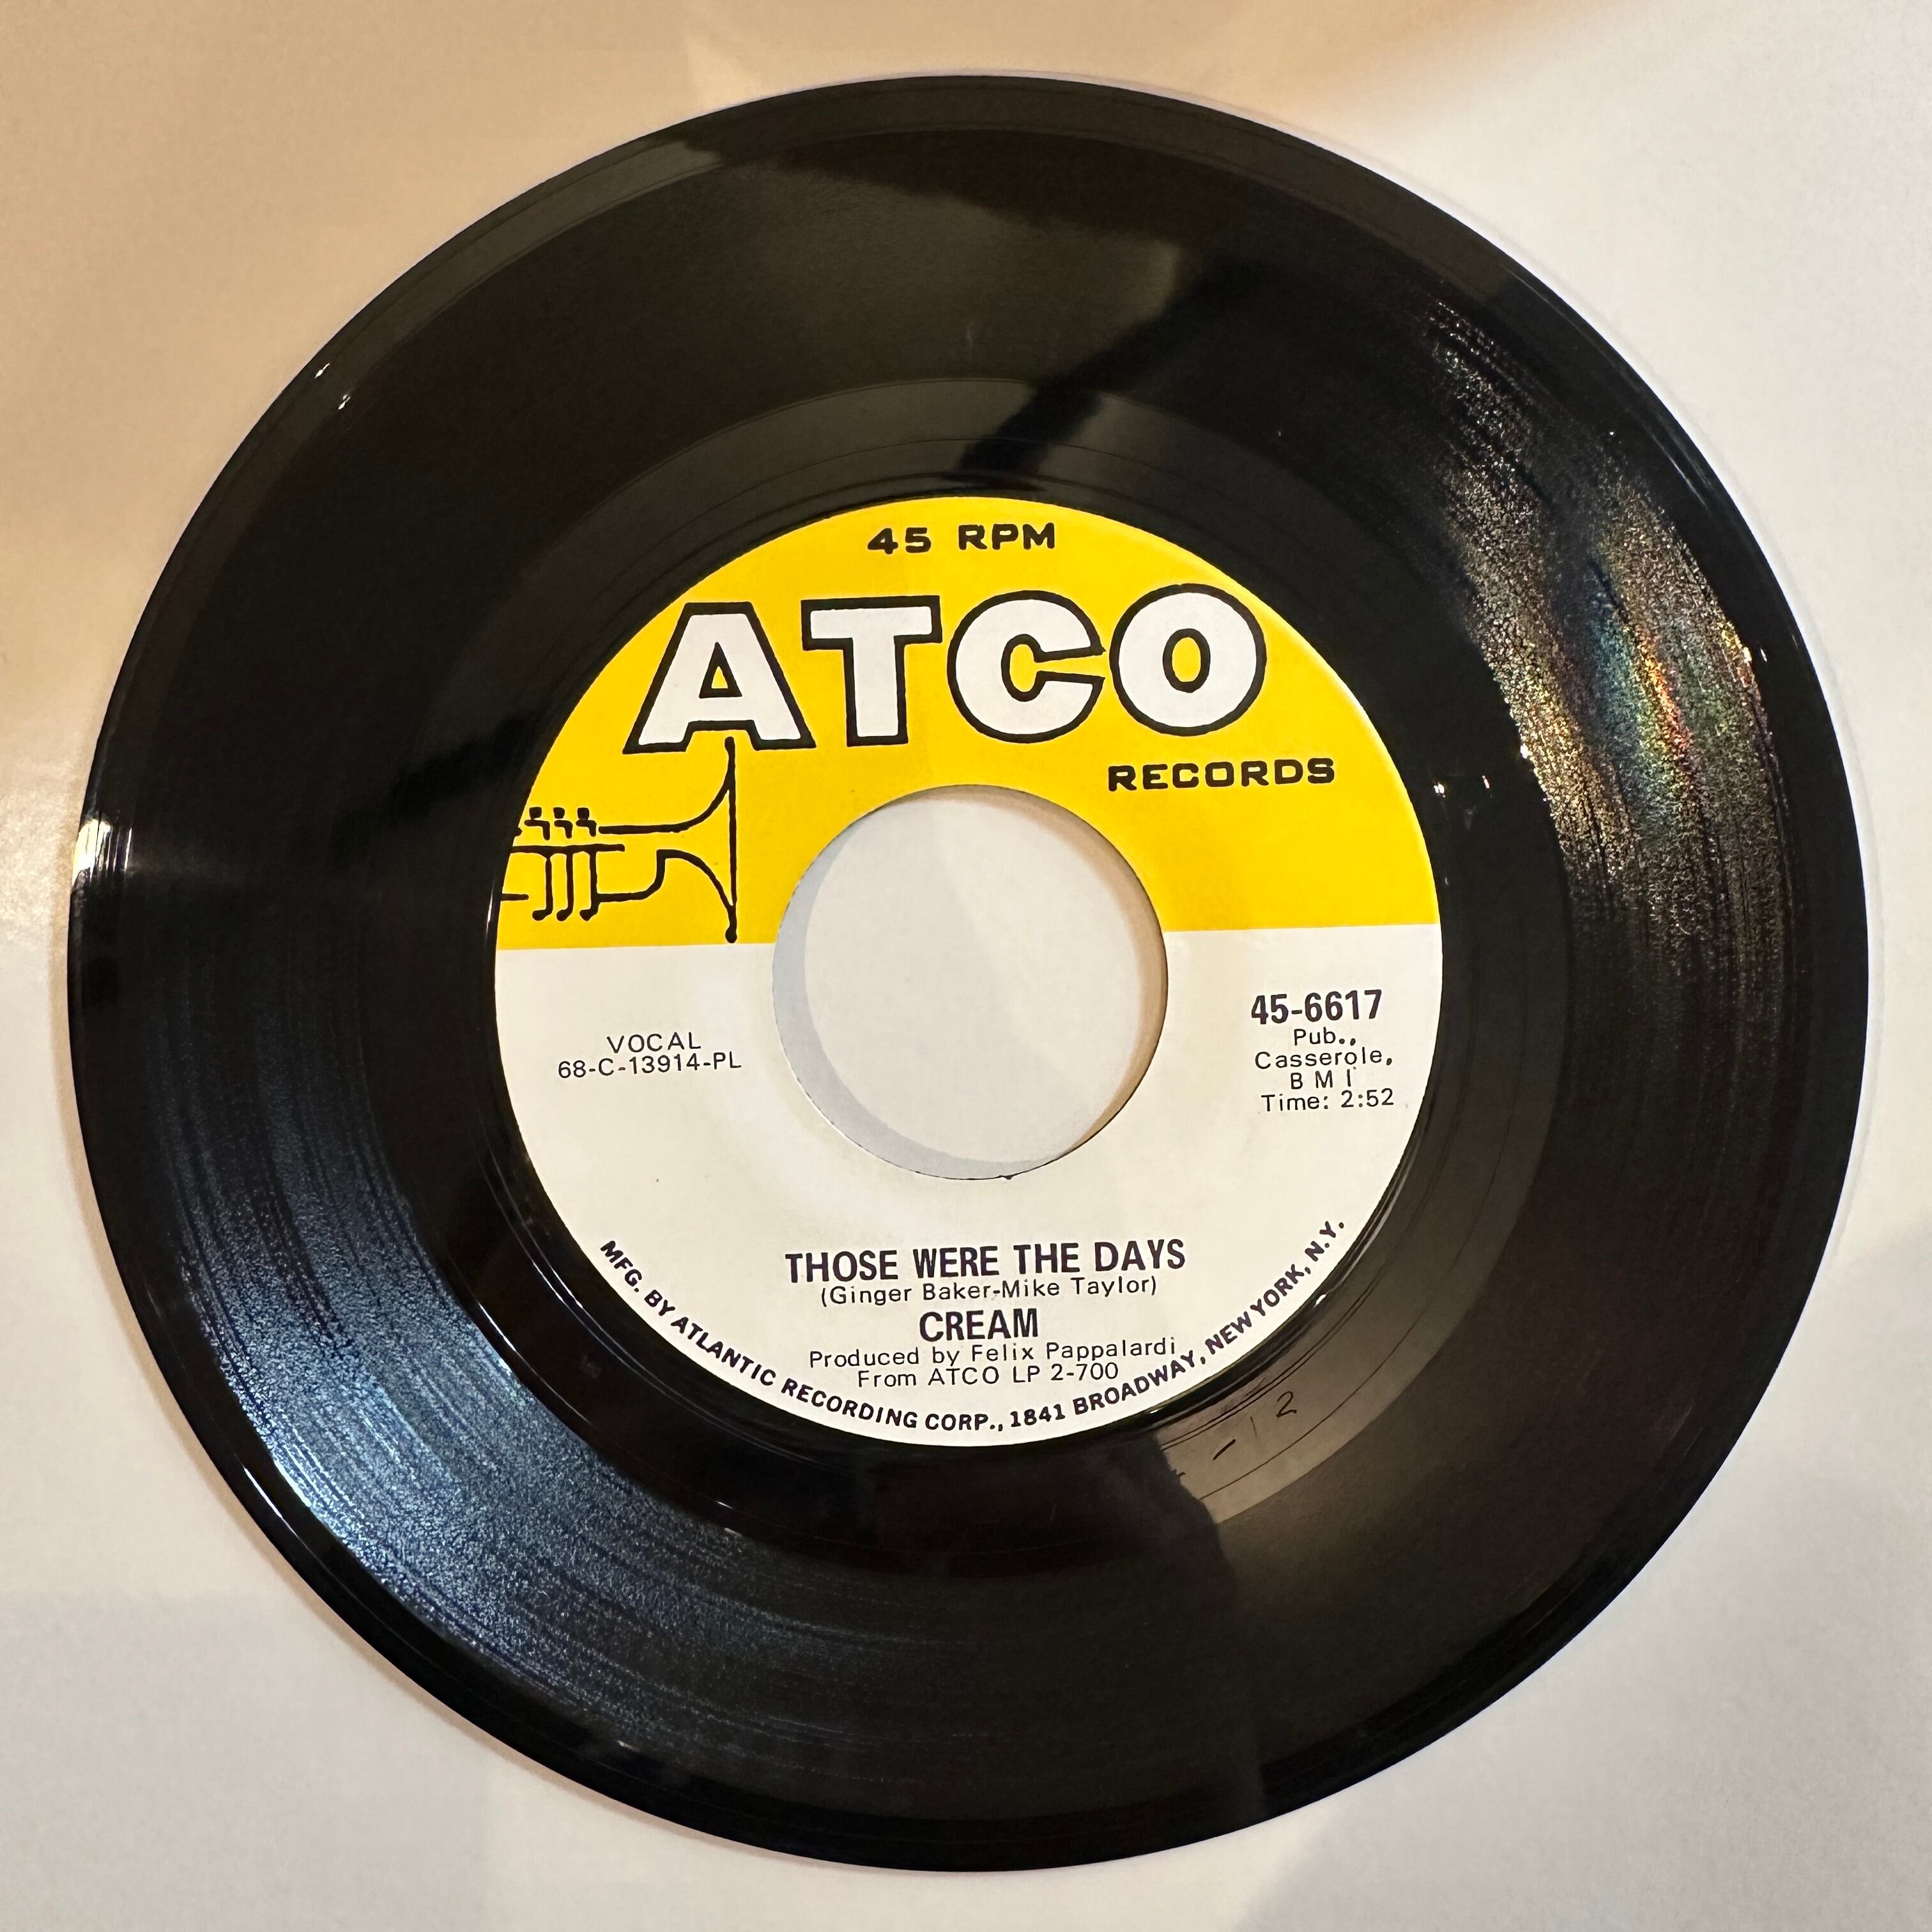 45 RPM
ATCO
RECORDS
VOCAL
68-C-13914-PL
45-6617
Pub.,
Casserole,
B M I
Time: 2:52
THOSE WERE THE DAYS
(Ginger Baker-Mike Taylor)
CREAM
Produced by Felix Pappalardi
From ATCO LP 2-700
MFG. BY ATLANTIC RECORDING CORP., 1841 BROADWAY, NEW YORK, N.Y.
-12